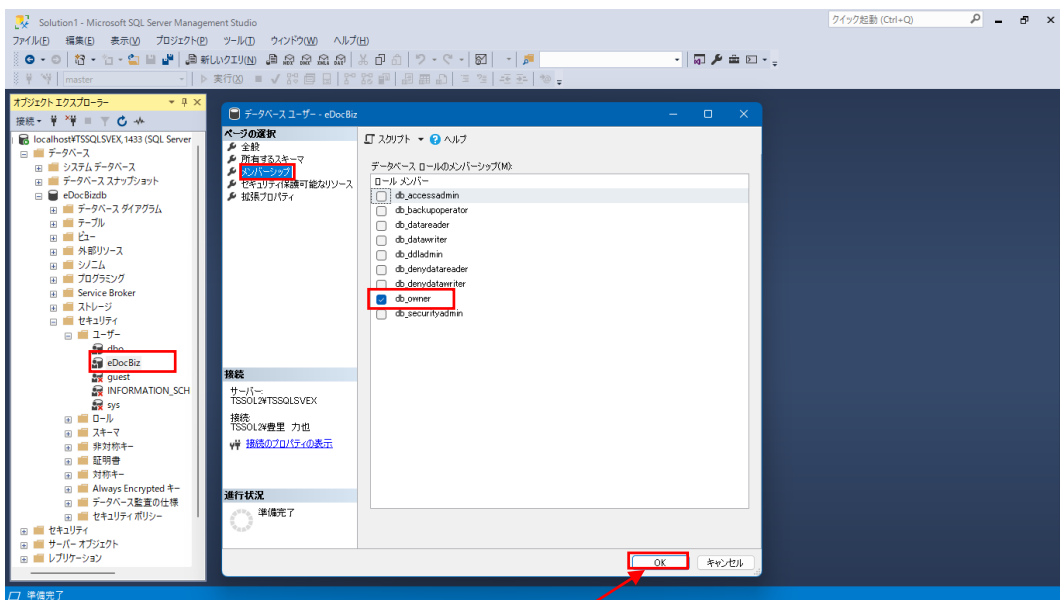 Solution1 - Microsoft SQL Server Management Studio
クイック起動 (Ctrl+Q)
ファイル(F) 編集(E) 表示(V) プロジェクト(P) ツール(T) ウィンドウ(W) ヘルプ(H)
新しいクエリ(N)
master
実行(X)
オブジェクト エクスプローラー
接続
localhost¥TSSQLSVEX,1433 (SQL Server
データベース
システム データベース
データベース スナップショット
eDocBizdb
データベース ダイアグラム
テーブル
ビュー
外部リソース
シノニム
プログラミング
Service Broker
ストレージ
セキュリティ
ユーザー
dbo
eDocBiz
guest
INFORMATION_SCH
sys
ロール
スキーマ
非対称キー
証明書
対称キー
Always Encrypted キー
データベース監査の仕様
セキュリティ ポリシー
セキュリティ
サーバー オブジェクト
レプリケーション
データベース ユーザー - eDocBiz
ページの選択
全般
所有するスキーマ
メンバーシップ
セキュリティ保護可能なリソース
拡張プロパティ
接続
サーバー:
TSSOL2¥TSSQLSVEX
接続:
TSSOL2¥豊里 力也
接続のプロパティの表示
進行状況
準備完了
スクリプト ヘルプ
データベース ロールのメンバーシップ(M):
ロール メンバー
db_accessadmin
db_backupoperator
db_datareader
db_datawriter
db_ddladmin
db_denydatareader
db_denydatawriter
db_owner
db_securityadmin
OK キャンセル
準備完了